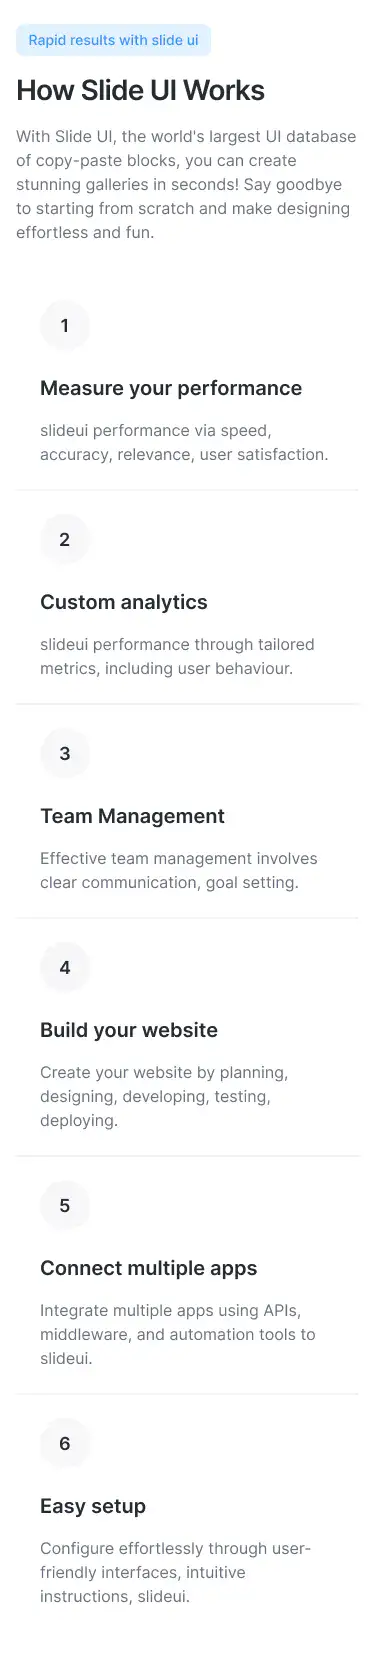 Rapid results with slide ui
How Slide UI Works
With Slide UI, the world's largest UI database
of copy-paste blocks, you can create
stunning galleries in seconds! Say goodbye
to starting from scratch and make designing
effortless and fun.
1
Measure your performance
slideui performance via speed,
accuracy, relevance, user satisfaction.
2
Custom analytics
slideui performance through tailored
metrics, including user behaviour.
3
Team Management
Effective team management involves
clear communication, goal setting.
4
Build your website
Create your website by planning,
designing, developing, testing,
deploying.
5
Connect multiple apps
Integrate multiple apps using APIs,
middleware, and automation tools to
slideui.
6
Easy setup
Configure effortlessly through user-
friendly interfaces, intuitive
instructions, slideui.